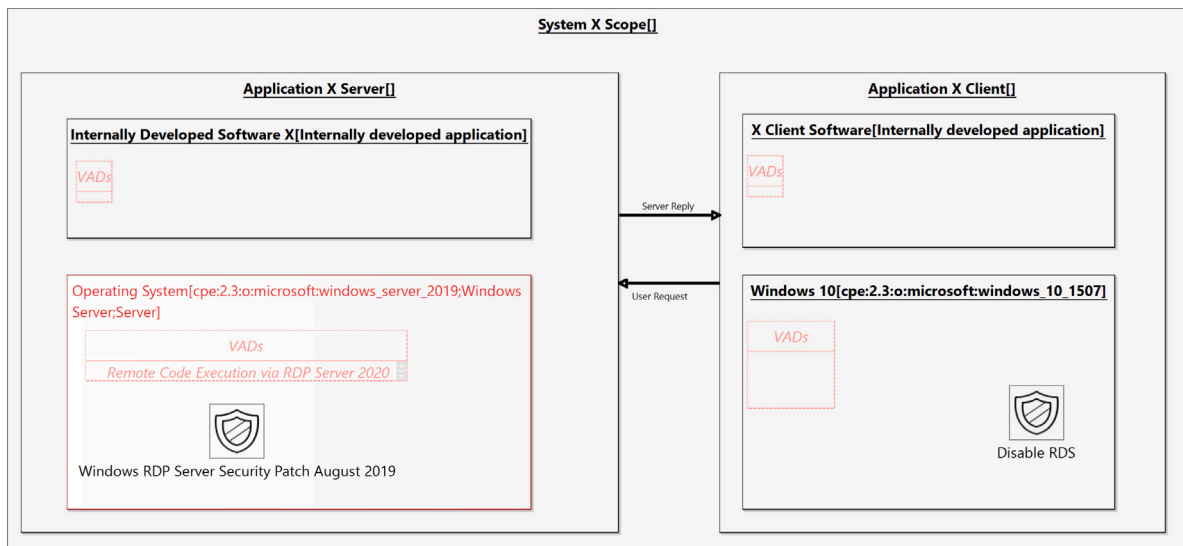 System X Scope[]
Application X Server[]
Internally Developed Software X[Internally developed application]
VADs
Operating System[cpe:2.3:o:microsoft:windows_server_2019;Windows
Server;Server]
VADs
Remote Code Execution via RDP Server 2020
Windows RDP Server Security Patch August 2019
Server Reply
User Request
Application X Client[]
X Client Software[Internally developed application]
VADs
Windows 10[cpe:2.3:o:microsoft:windows_10_1507]
VADs
Disable RDS